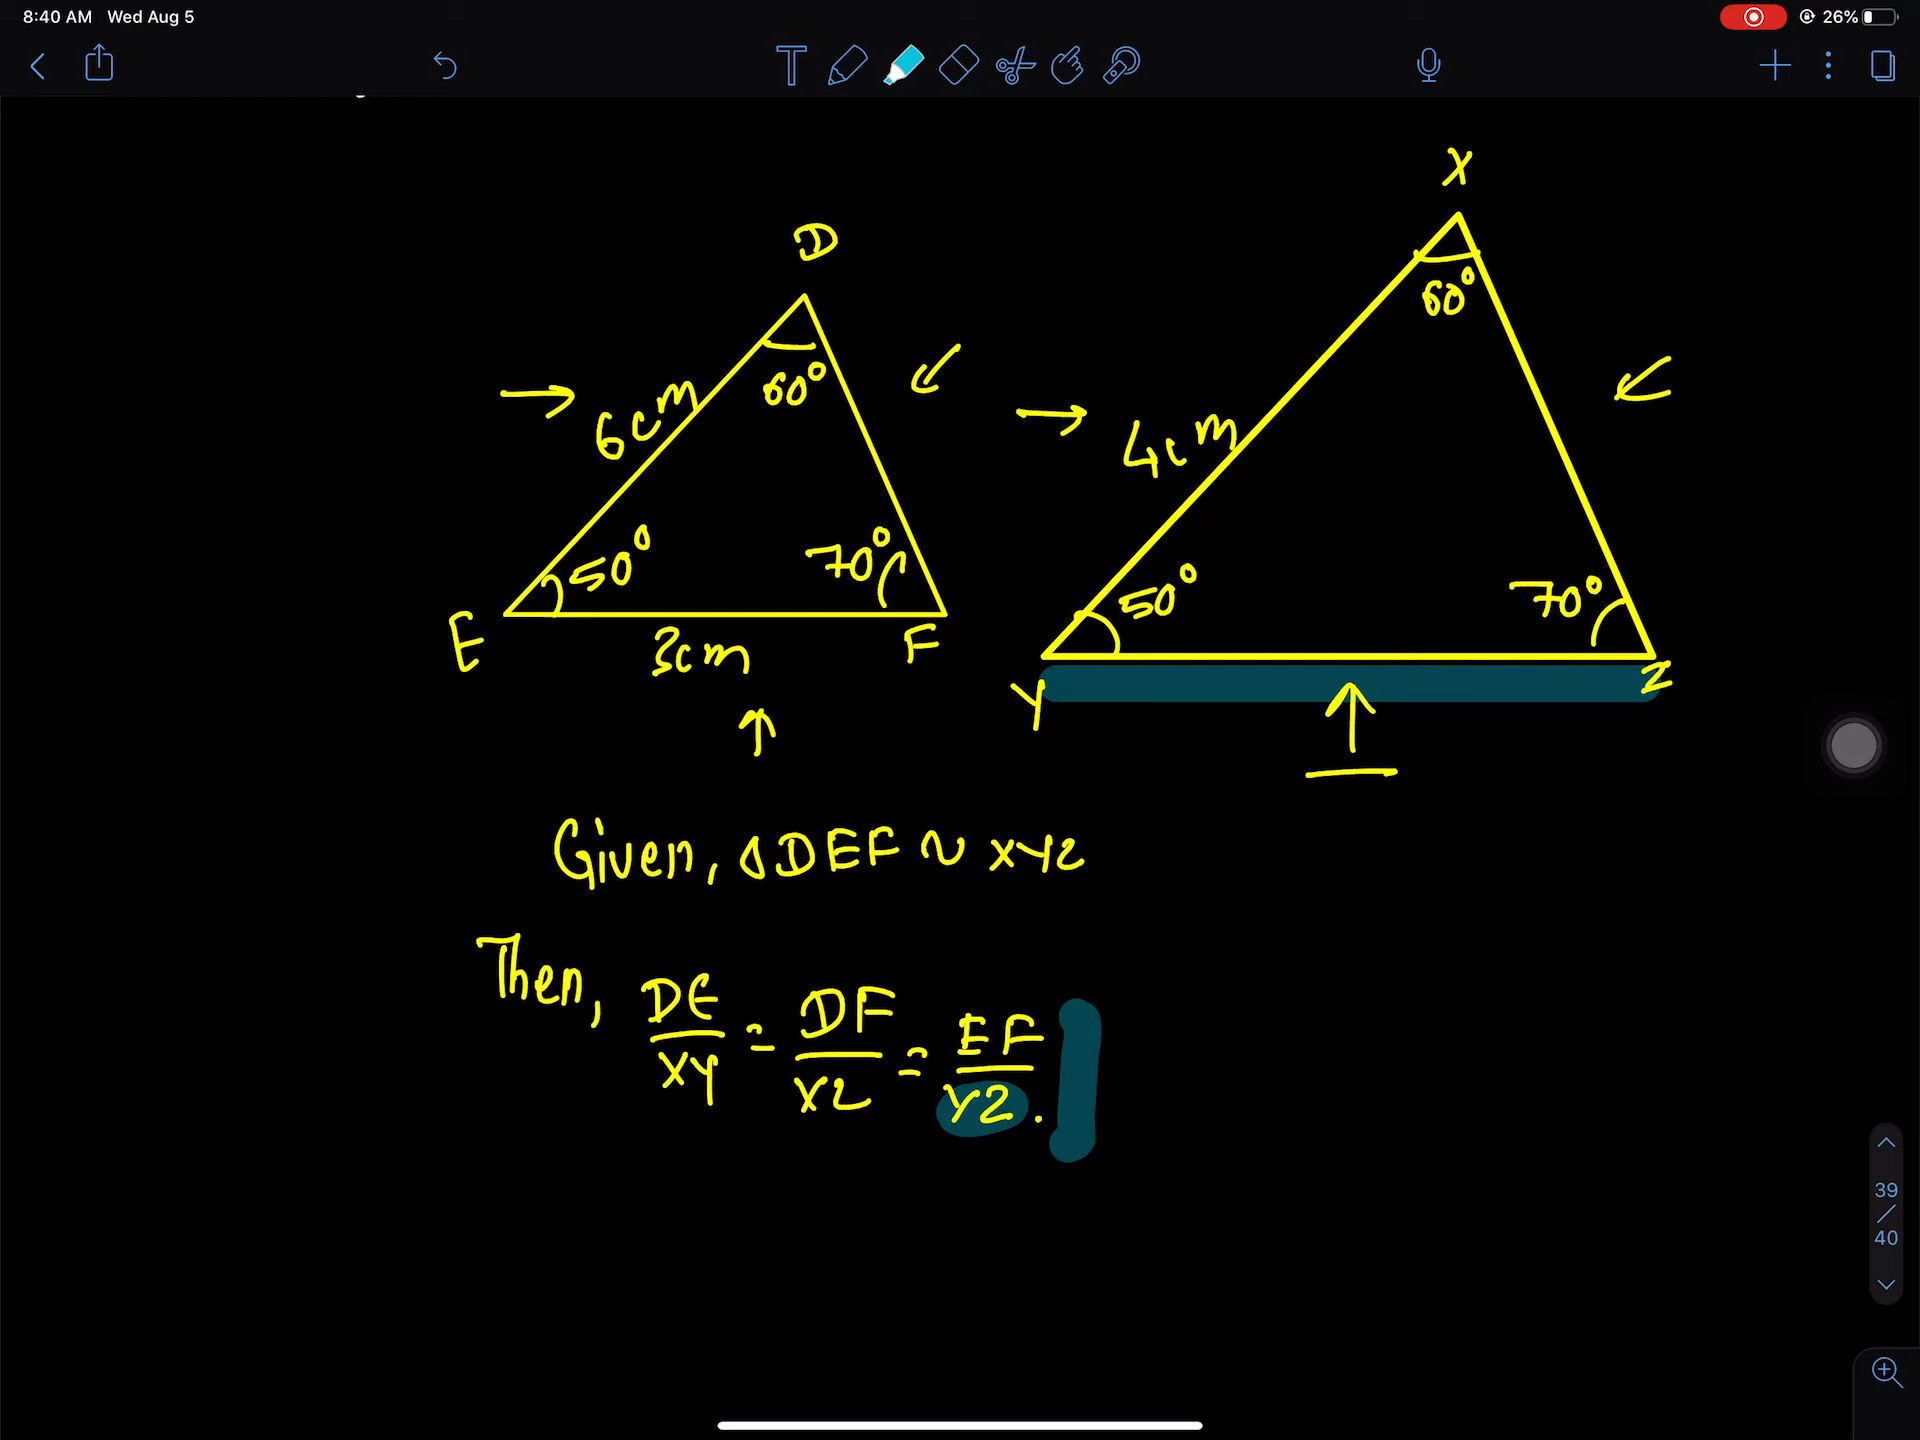 8:40 AM Wed Aug 5
26%
X
D
60°
60°
6cm
4cm
50°
70°
50°
70°
E
3cm
F
Y
Z
Given, ΔDEF ~ XYZ
Then, DE/XY = DF/XZ = EF/YZ.
39
/
40